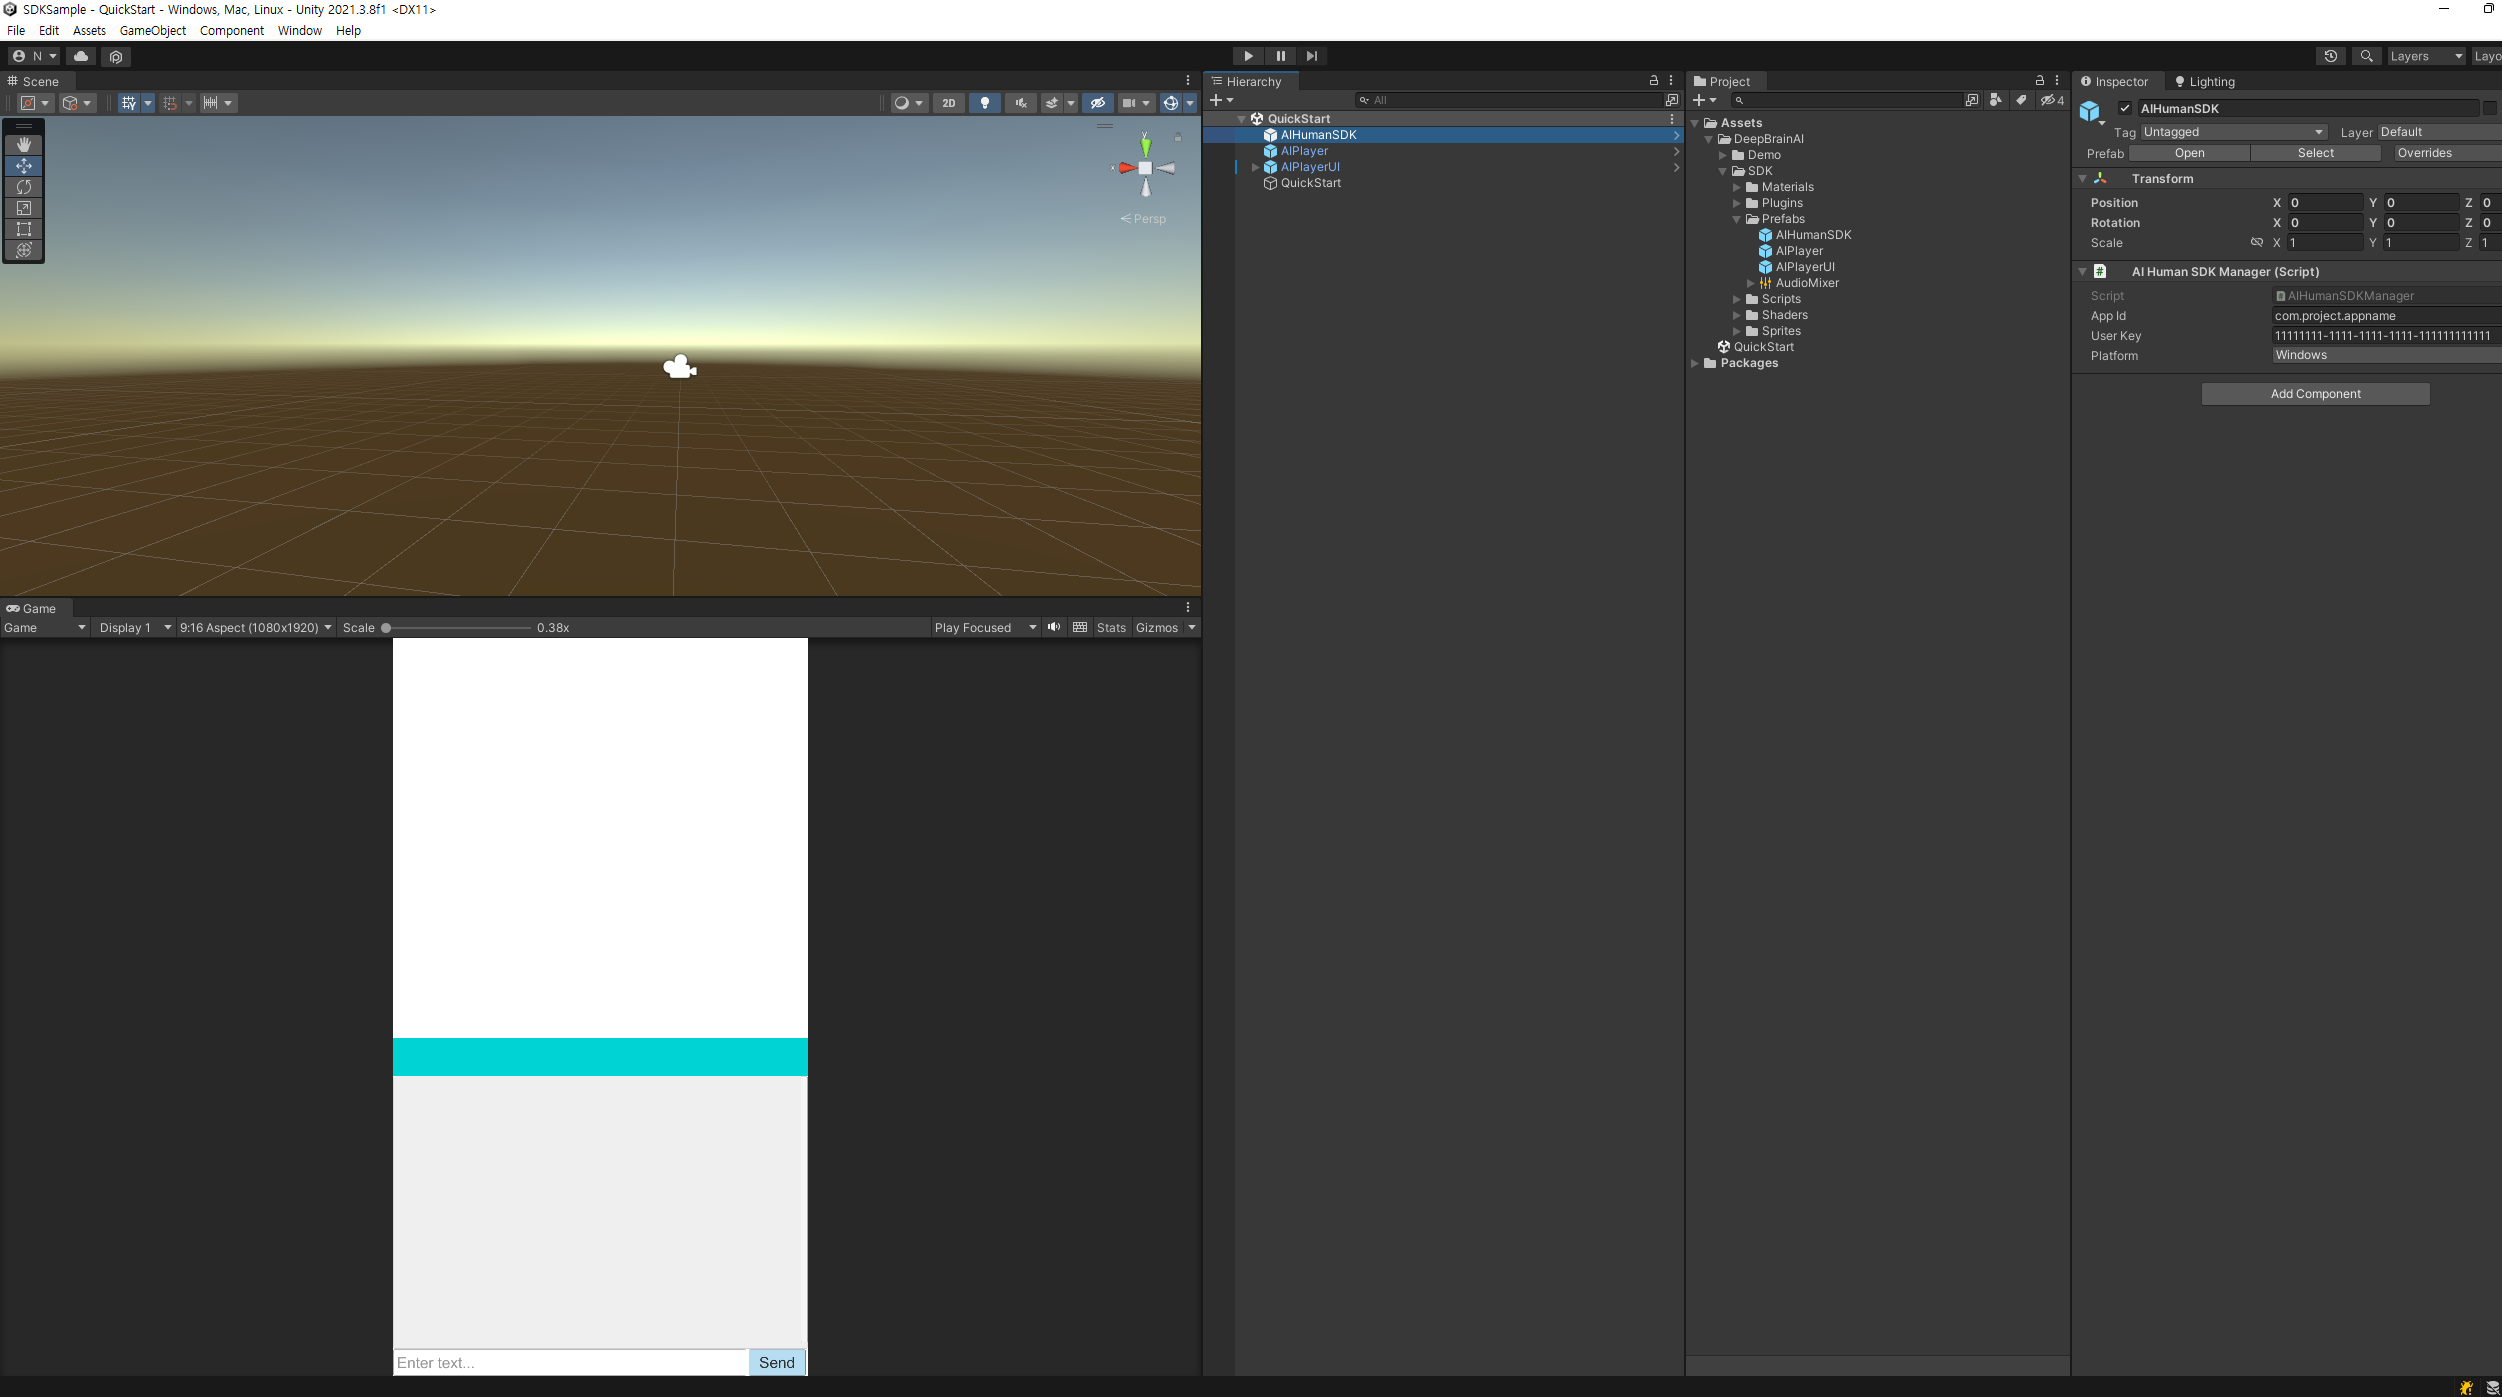 SDKSample - QuickStart - Windows, Mac, Linux - Unity 2021.3.8f1 <DX11>
File Edit Assets GameObject Component Window Help
N
Layers
Layo
Scene
2D
y
x
Persp
Game
Game Display 1 9:16 Aspect (1080x1920) Scale 0.38x Play Focused Stats Gizmos
Enter text...
Send
Hierarchy
All
QuickStart
AIHumanSDK
AIPlayer
AIPlayerUI
QuickStart
Project
4
Assets
DeepBrainAI
Demo
SDK
Materials
Plugins
Prefabs
AIHumanSDK
AIPlayer
AIPlayerUI
AudioMixer
Scripts
Shaders
Sprites
QuickStart
Packages
Inspector Lighting
AIHumanSDK
Tag Untagged Layer Default
Prefab Open Select Overrides
Transform
Position X 0 Y 0 Z 0
Rotation X 0 Y 0 Z 0
Scale X 1 Y 1 Z 1
# AI Human SDK Manager (Script)
Script AIHumanSDKManager
App Id com.project.appname
User Key 11111111-1111-1111-1111-111111111111
Platform Windows
Add Component